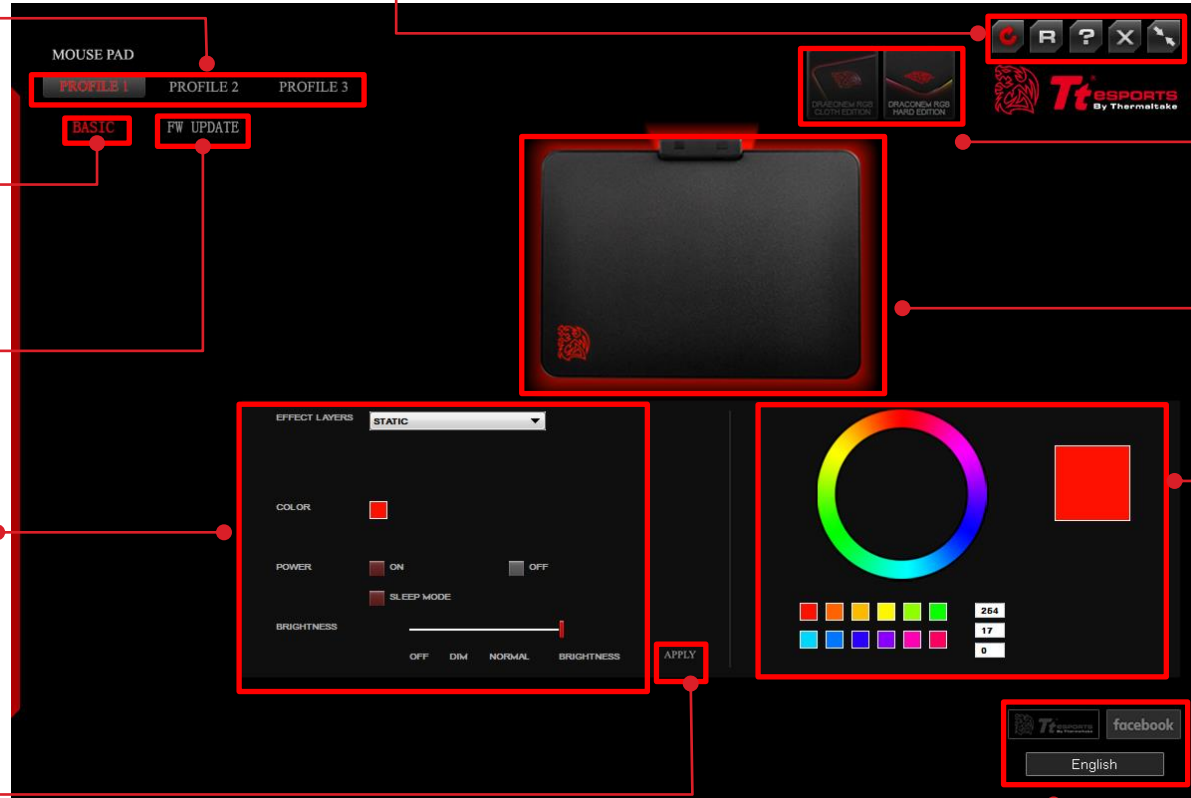 R ? X
MOUSE PAD
PROFILE 1 PROFILE 2 PROFILE 3
DRACONEM RGB CLOTH EDITION
DRACONEM RGB HARD EDITION
Tt eSPORTS
By Thermaltake
BASIC FW UPDATE
EFFECT LAYERS STATIC
COLOR
POWER ON OFF
SLEEP MODE
BRIGHTNESS
OFF DIM NORMAL BRIGHTNESS
APPLY
254
17
0
Tt eSPORTS
By Thermaltake
facebook
English